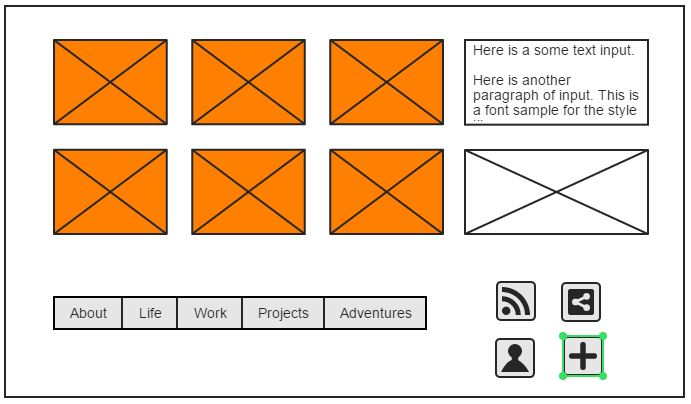 Here is a some text input.
Here is another
paragraph of input. This is
a font sample for the style
About Life Work Projects Adventures